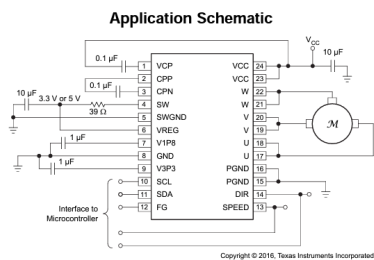 Application Schematic
V_CC
0.1 µF
10 µF
1 VCP VCC 24
0.1 µF
2 CPP VCC 23
10 µF
3 CPN W 22
3.3 V or 5 V
4 SW W 21
39 Ω
5 SWGND V 20
M
6 VREG V 19
1 µF
7 V1P8 U 18
8 GND U 17
1 µF
9 V3P3 PGND 16
10 SCL PGND 15
11 SDA DIR 14
12 FG SPEED 13
Interface to
Microcontroller
Copyright © 2016, Texas Instruments Incorporated